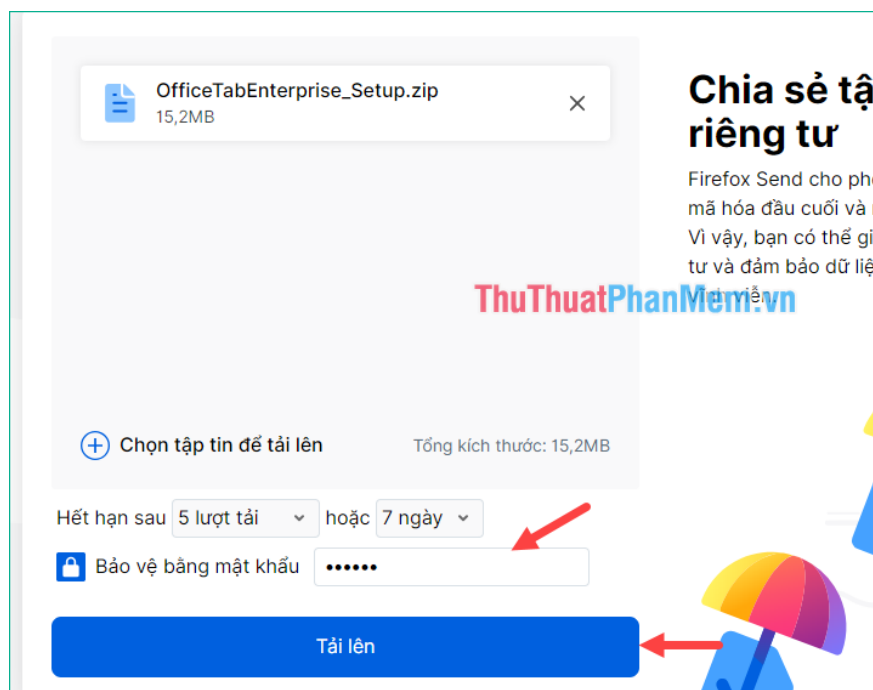 OfficeTabEnterprise_Setup.zip
15,2MB
Chia sẻ tậ
riêng tư
Firefox Send cho ph
mã hóa đầu cuối và
Vì vậy, bạn có thể gi
tư và đảm bảo dữ liệ
vĩnh viễn.
ThuThuatPhanMem.vn
Chọn tập tin để tải lên
Tổng kích thước: 15,2MB
Hết hạn sau 5 lượt tải hoặc 7 ngày
Bảo vệ bằng mật khẩu ••••••
Tải lên